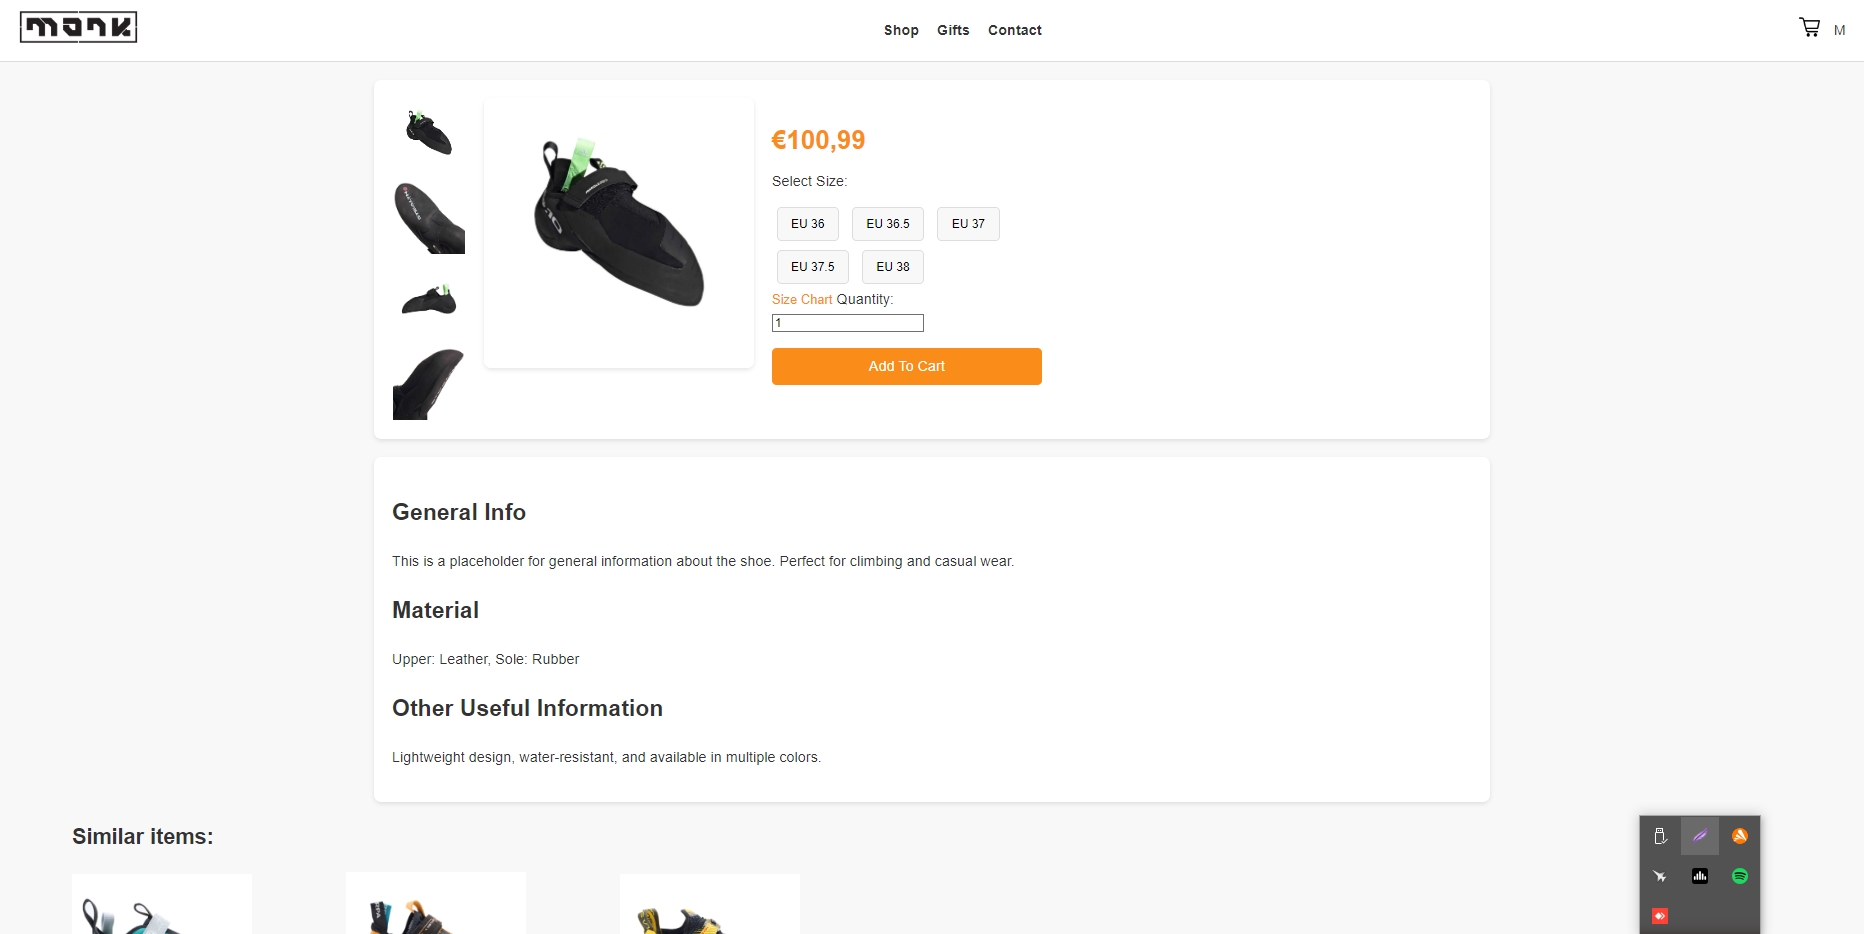 monk
Shop Gifts Contact
M
€100,99
Select Size:
EU 36 EU 36.5 EU 37
EU 37.5 EU 38
Size Chart Quantity:
1
Add To Cart
General Info
This is a placeholder for general information about the shoe. Perfect for climbing and casual wear.
Material
Upper: Leather, Sole: Rubber
Other Useful Information
Lightweight design, water-resistant, and available in multiple colors.
Similar items: